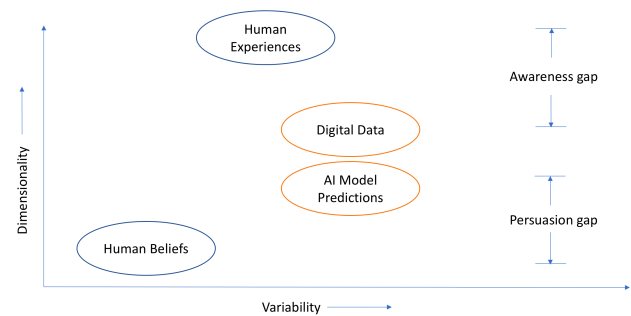 Human
Experiences
Awareness gap
Digital Data
AI Model
Predictions
Dimensionality
Persuasion gap
Human Beliefs
Variability